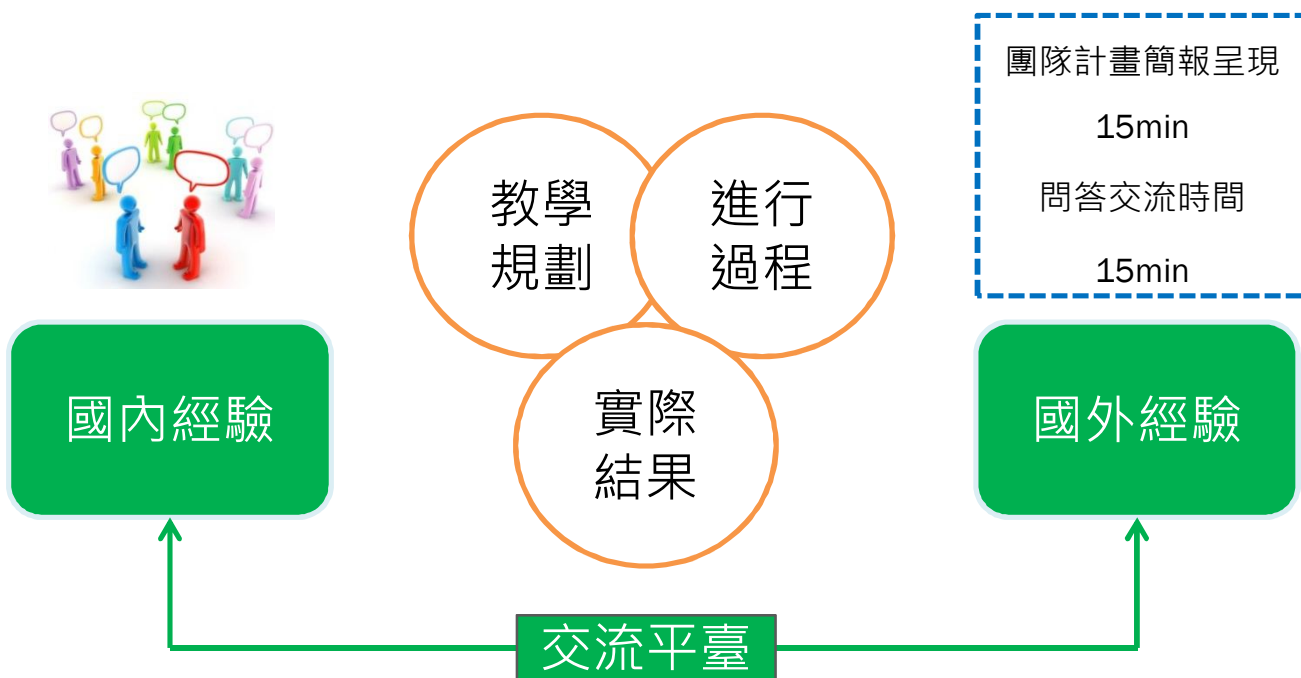 團隊計畫簡報呈現
15min
問答交流時間
15min
教學
規劃
進行
過程
國內經驗
實際
結果
國外經驗
交流平臺